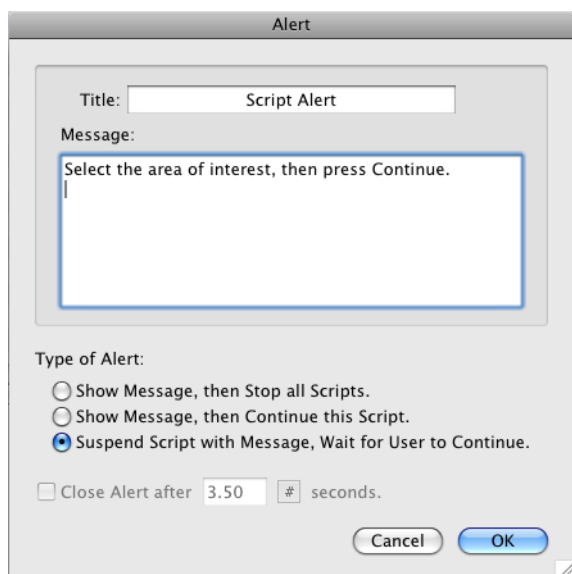 Alert
Title: Script Alert
Message:
Select the area of interest, then press Continue.
Type of Alert:
Show Message, then Stop all Scripts.
Show Message, then Continue this Script.
Suspend Script with Message, Wait for User to Continue.
Close Alert after 3.50 # seconds.
Cancel OK